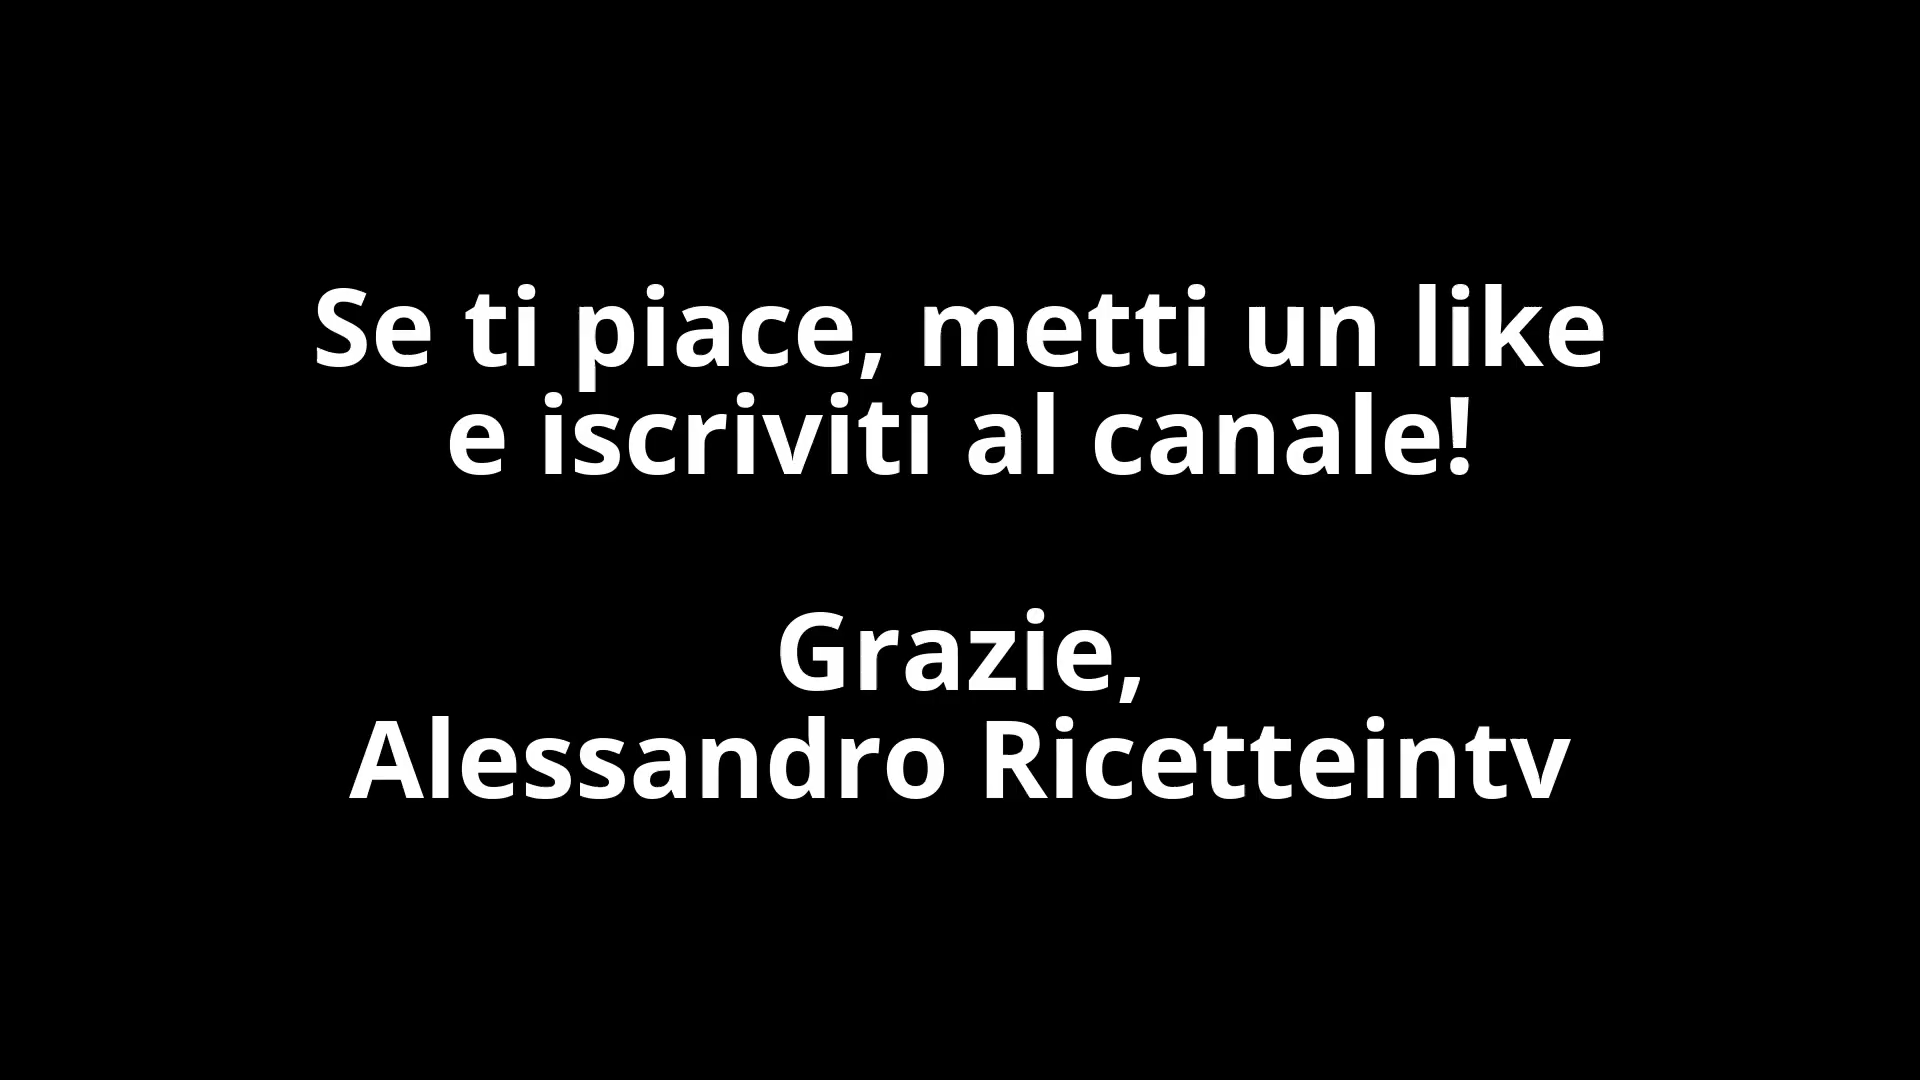 Se ti piace, metti un like
e iscriviti al canale!
Grazie,
Alessandro Ricetteintv